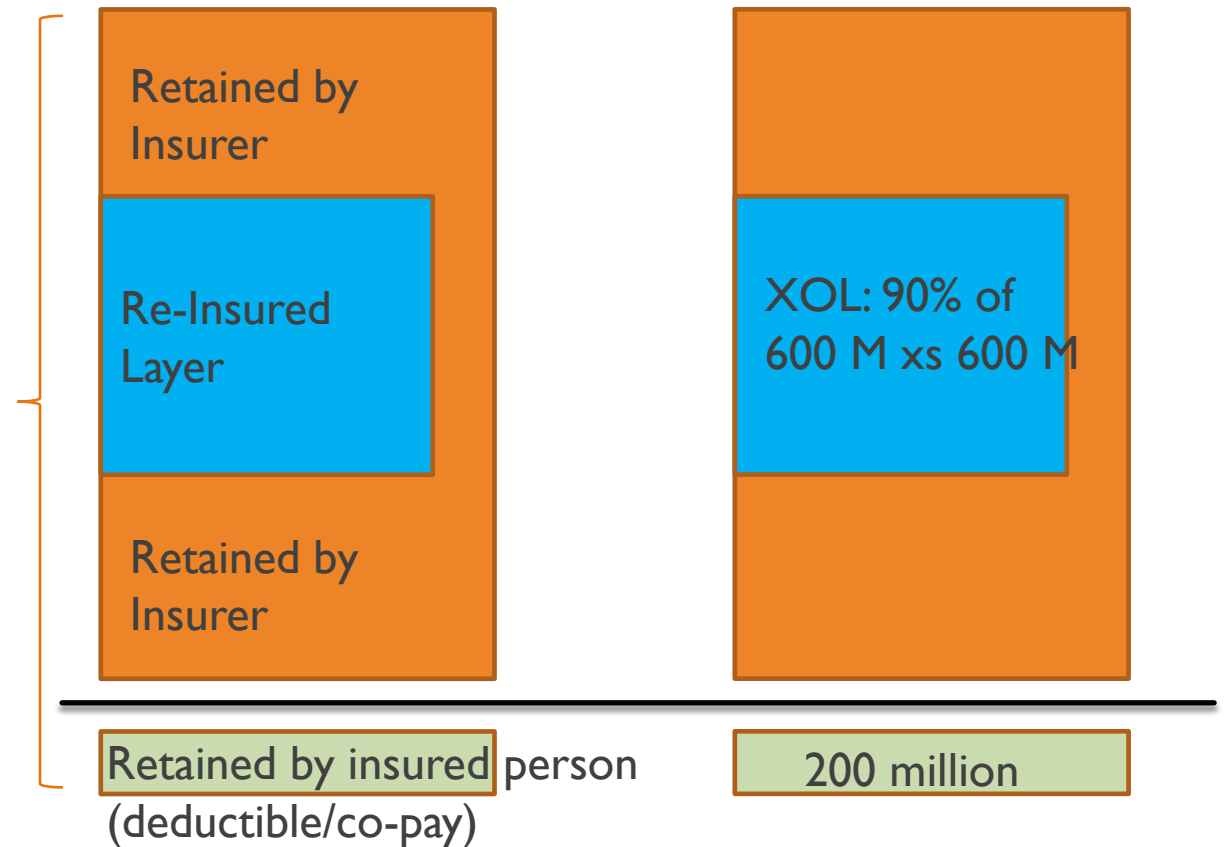 Retained by
Insurer
Re-Insured
Layer
Retained by
Insurer
Retained by insured person
(deductible/co-pay)
XOL: 90% of
600 M xs 600 M
200 million